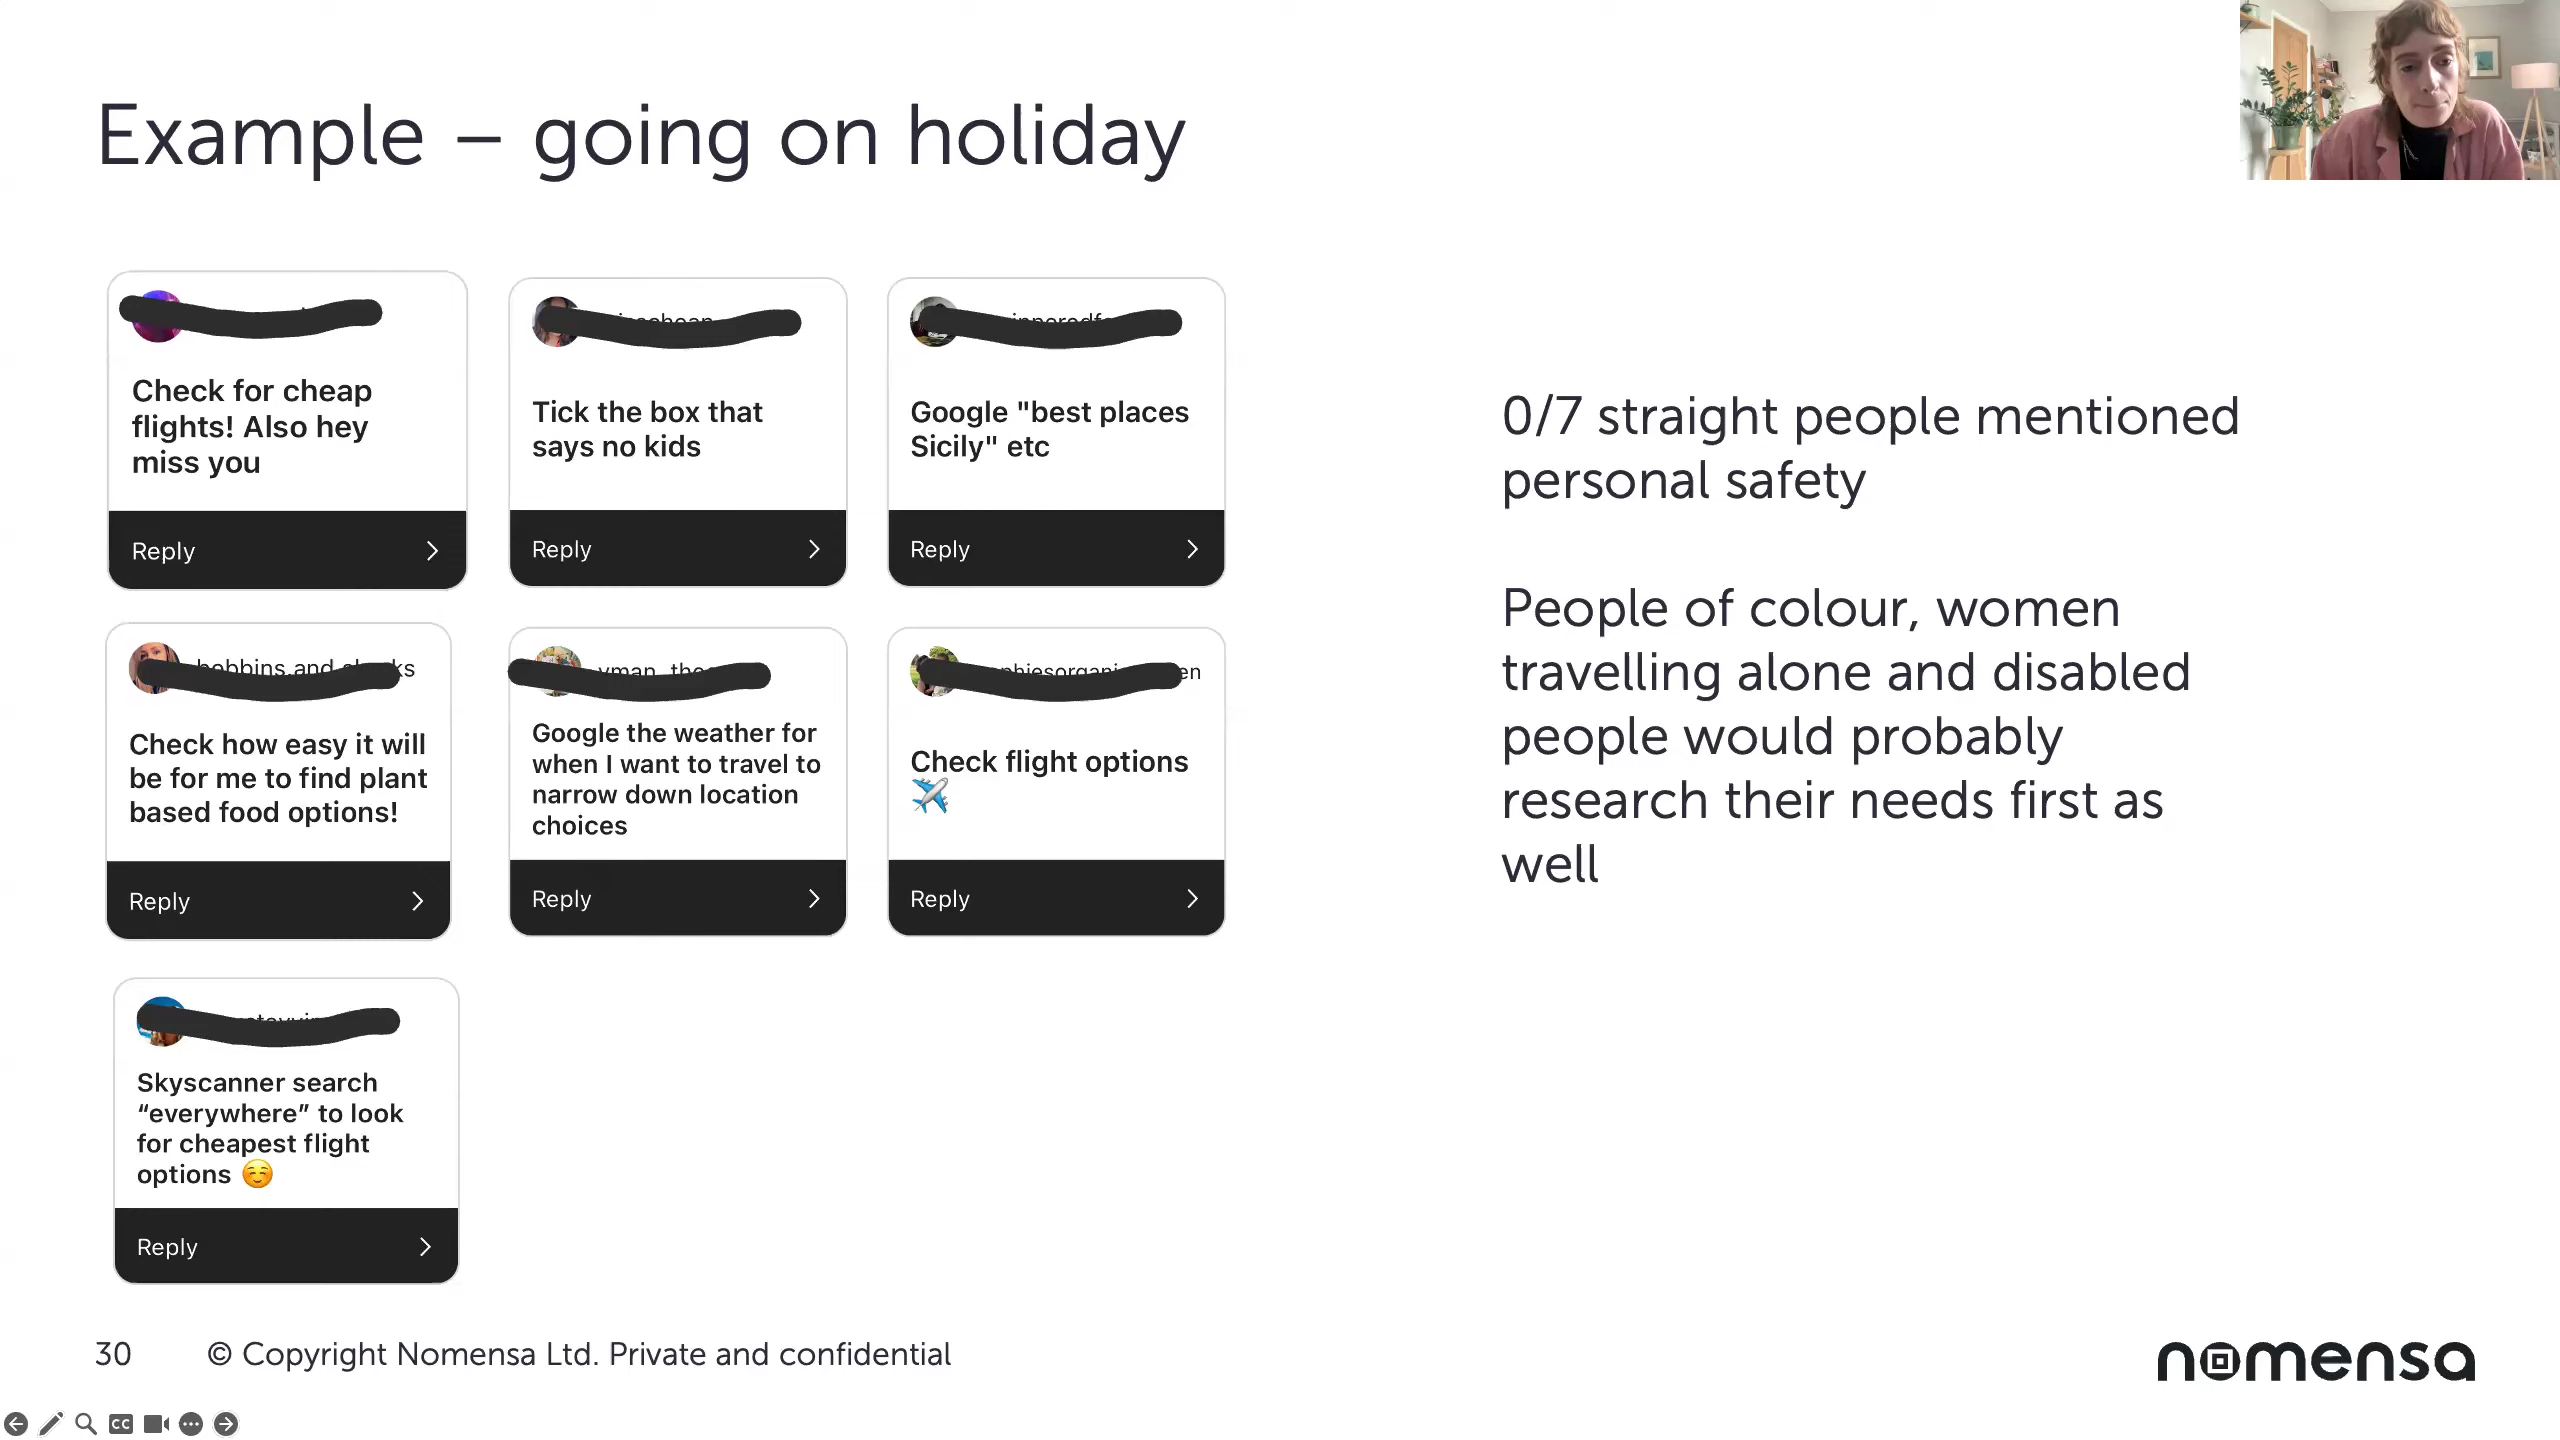 Example – going on holiday
Check for cheap
flights! Also hey
miss you
Reply
Tick the box that
says no kids
Reply
Google "best places
Sicily" etc
Reply
Check how easy it will
be for me to find plant
based food options!
Reply
Google the weather for
when I want to travel to
narrow down location
choices
Reply
Check flight options
Reply
Skyscanner search
“everywhere” to look
for cheapest flight
options ☺️
Reply
0/7 straight people mentioned
personal safety
People of colour, women
travelling alone and disabled
people would probably
research their needs first as
well
30
© Copyright Nomensa Ltd. Private and confidential
nomensa
CC